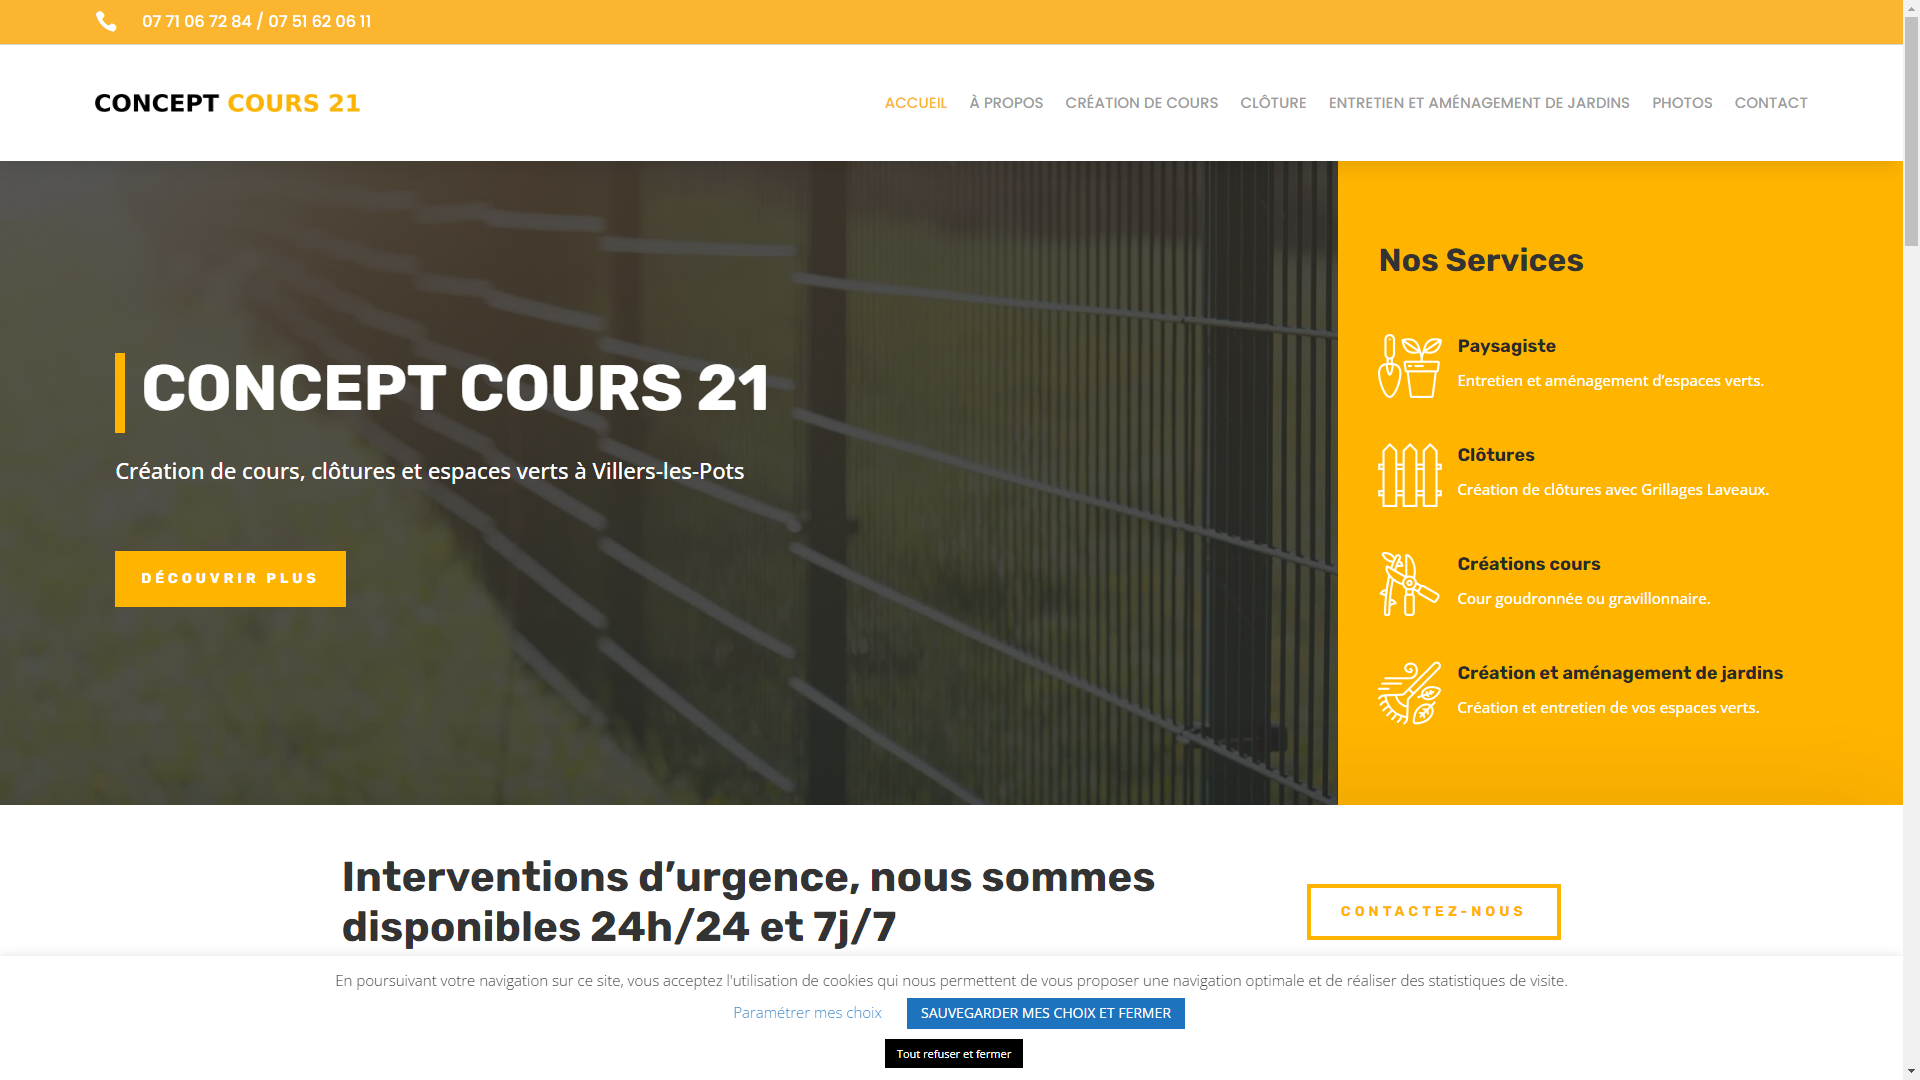 07 71 06 72 84 / 07 51 62 06 11
CONCEPT COURS 21
ACCUEIL
À PROPOS
CRÉATION DE COURS
CLÔTURE
ENTRETIEN ET AMÉNAGEMENT DE JARDINS
PHOTOS
CONTACT
CONCEPT COURS 21
Création de cours, clôtures et espaces verts à Villers-les-Pots
DÉCOUVRIR PLUS
Nos Services
Paysagiste
Entretien et aménagement d’espaces verts.
Clôtures
Création de clôtures avec Grillages Laveaux.
Créations cours
Cour goudronnée ou gravillonnaire.
Création et aménagement de jardins
Création et entretien de vos espaces verts.
Interventions d’urgence, nous sommes
disponibles 24h/24 et 7j/7
CONTACTEZ-NOUS
En poursuivant votre navigation sur ce site, vous acceptez l'utilisation de cookies qui nous permettent de vous proposer une navigation optimale et de réaliser des statistiques de visite.
Paramétrer mes choix
SAUVEGARDER MES CHOIX ET FERMER
Tout refuser et fermer